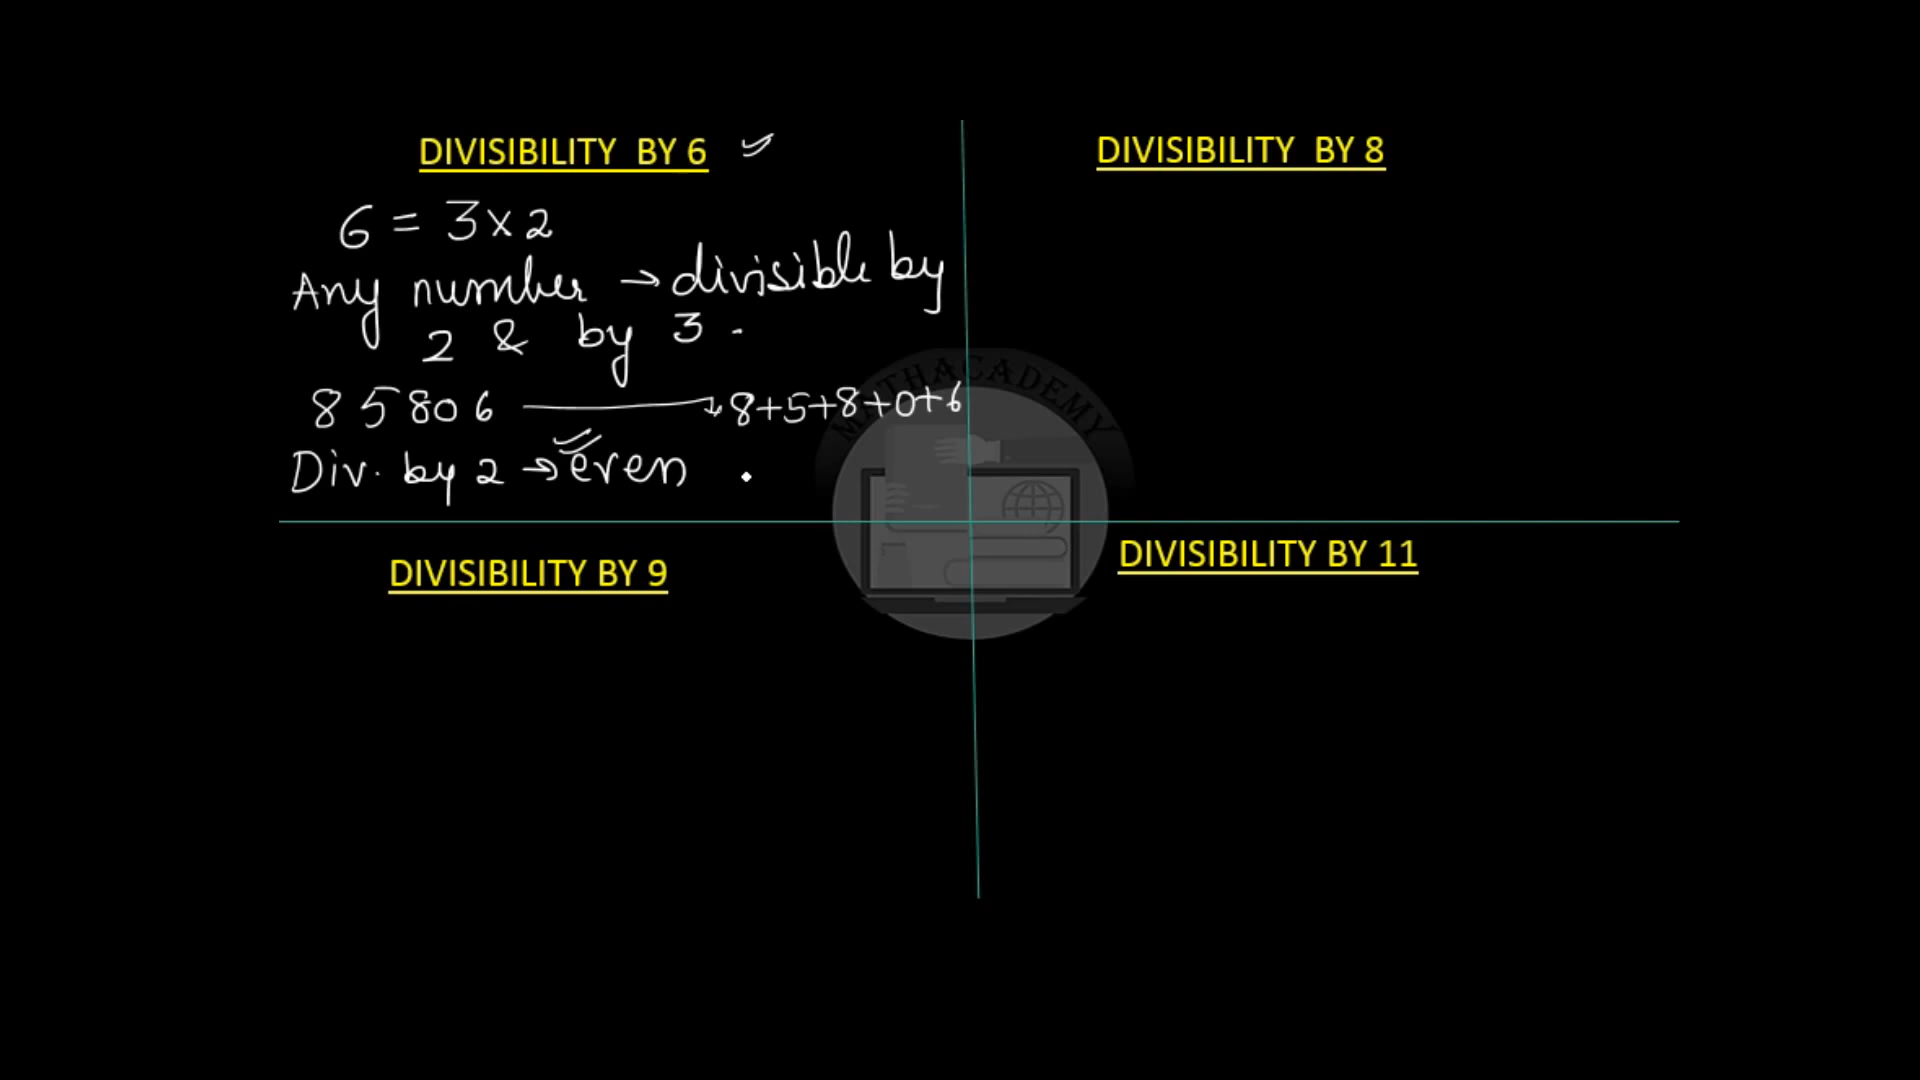 DIVISIBILITY BY 6
6 = 3x2
Any number → divisible by
2 & by 3.
85806 → 8+5+8+0+6
Div. by 2 → even
DIVISIBILITY BY 8
MATHACADEMY
DIVISIBILITY BY 9
DIVISIBILITY BY 11